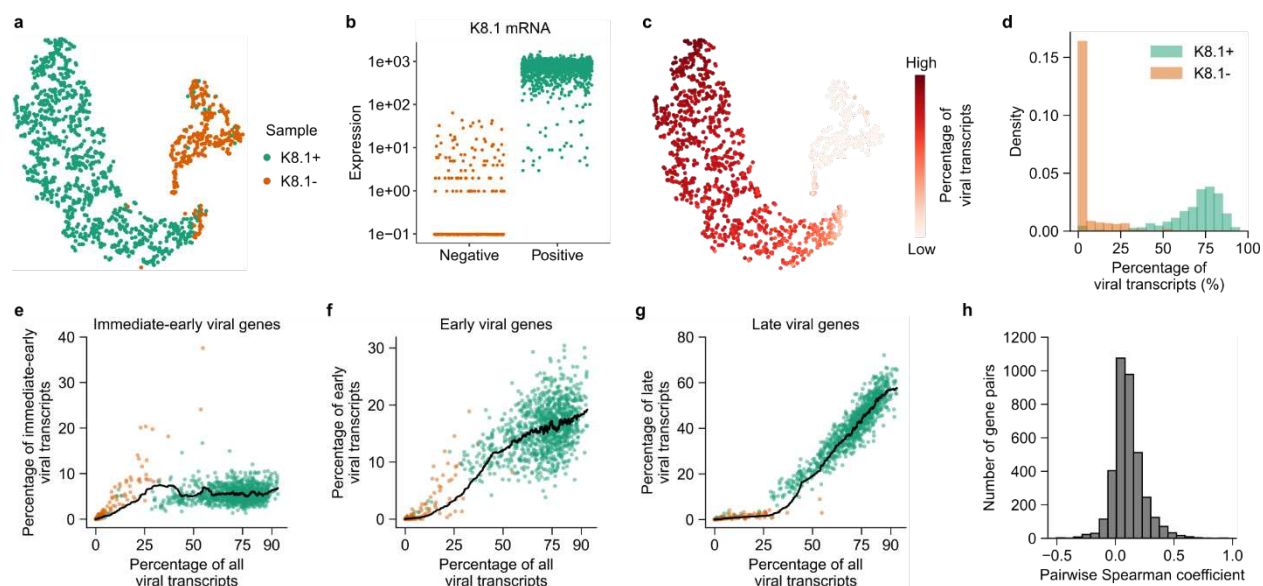 a
Sample
K8.1+
K8.1-
b
K8.1 mRNA
Expression
1e+03
1e+02
1e+01
1e+00
1e−01
Negative
Positive
c
High
Percentage of
viral transcripts
Low
d
K8.1+
K8.1-
Density
0.15
0.10
0.05
0.00
0 25 50 75 100
Percentage of
viral transcripts (%)
e
Immediate-early viral genes
Percentage of immediate-early
viral transcripts
40
30
20
10
0
0 25 50 75 90
Percentage of all
viral transcripts
f
Early viral genes
Percentage of early
viral transcripts
30
20
10
0
0 25 50 75 90
Percentage of all
viral transcripts
g
Late viral genes
Percentage of late
viral transcripts
60
40
20
0
0 25 50 75 90
Percentage of all
viral transcripts
h
Number of gene pairs
1200
1000
800
600
400
200
0
−0.5 0.0 0.5 1.0
Pairwise Spearman coefficient